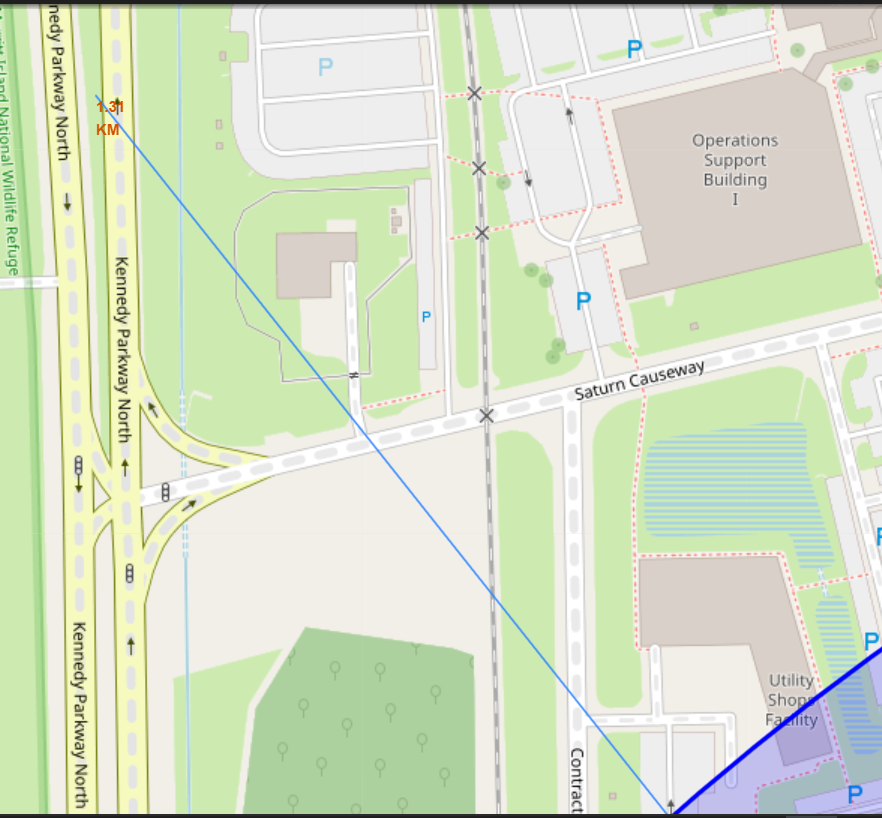 nedy Parkway North
P
P
Merritt Island National Wildlife Refuge
1.31
KM
Operations
Support
Building
I
Kennedy Parkway North
P
P
Saturn Causeway
P
Kennedy Parkway North
P
Utility
Shops
Facility
Contract
P